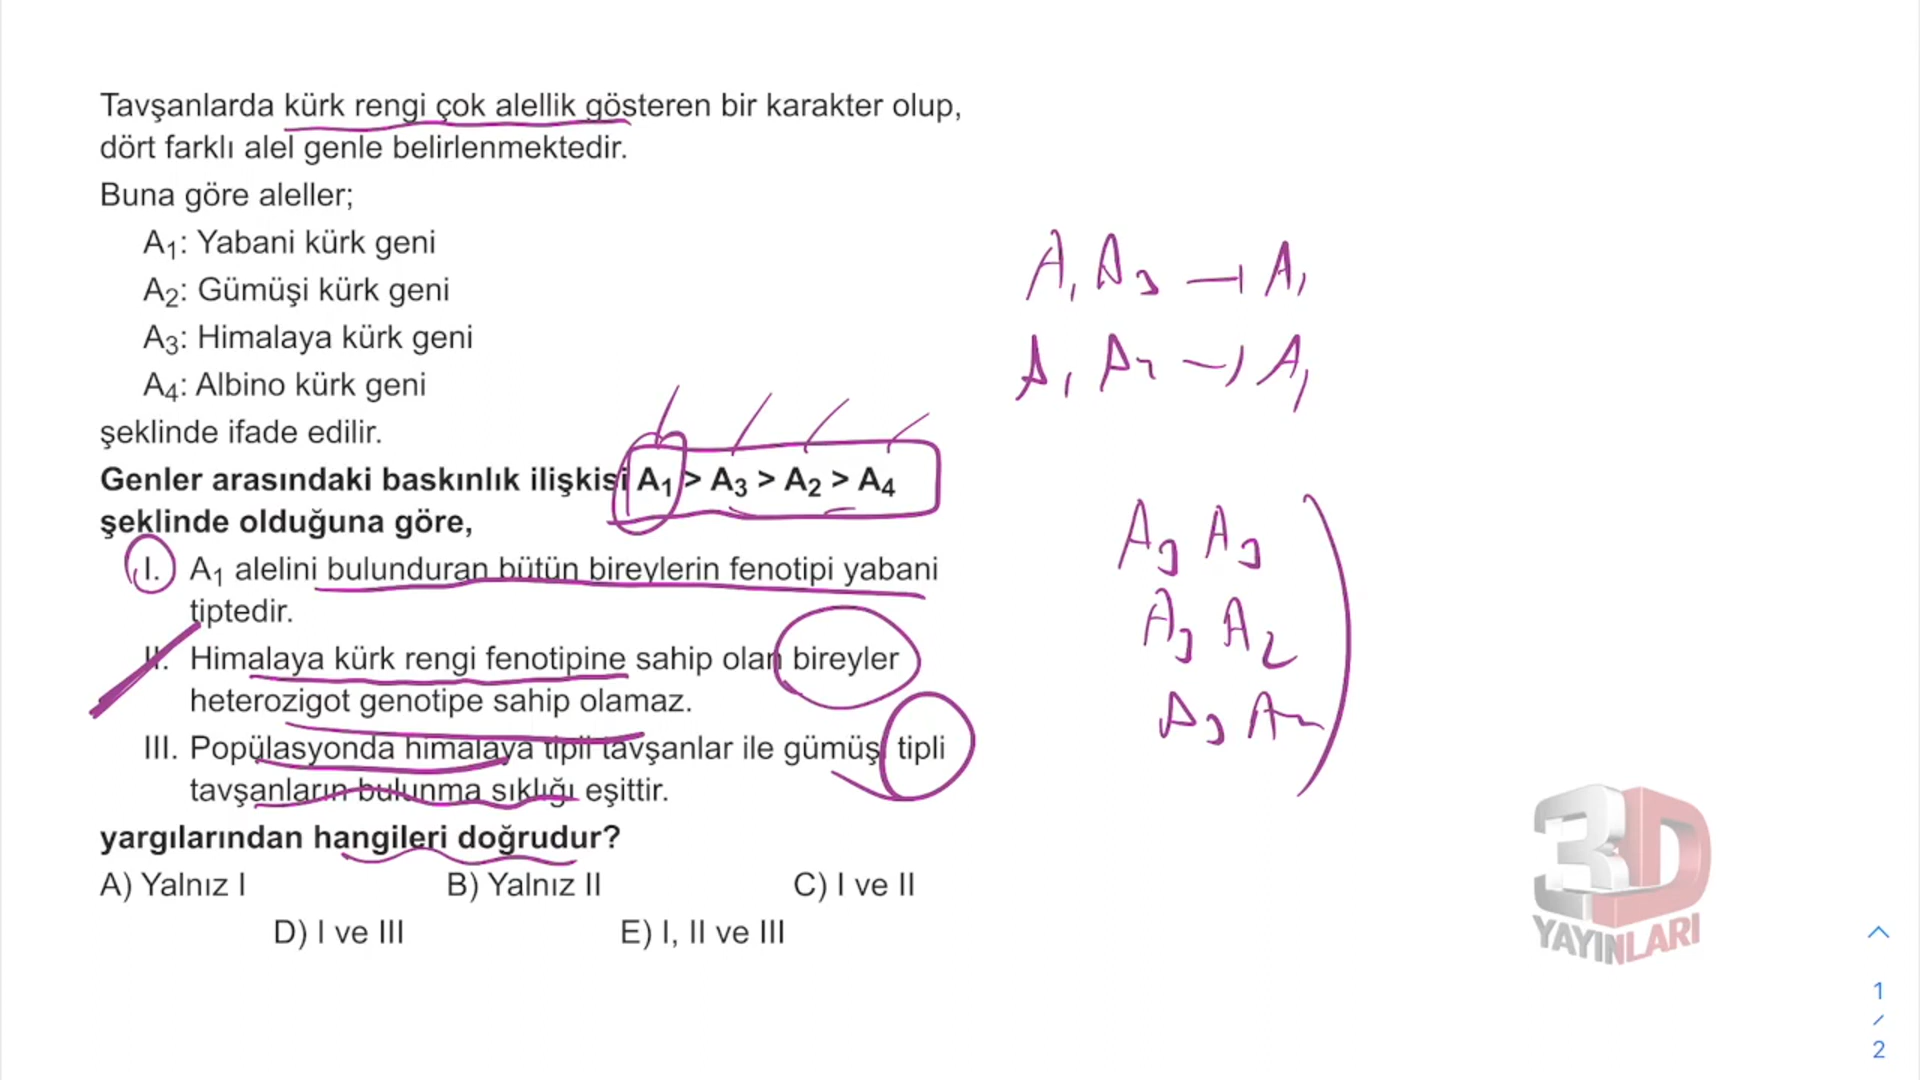 Tavşanlarda kürk rengi çok alellik gösteren bir karakter olup,
dört farklı alel genle belirlenmektedir.
Buna göre aleller;
A1: Yabani kürk geni
A2: Gümüşi kürk geni
A3: Himalaya kürk geni
A4: Albino kürk geni
şeklinde ifade edilir.
Genler arasındaki baskınlık ilişkisi A1 > A3 > A2 > A4
şeklinde olduğuna göre,
I. A1 alelini bulunduran bütün bireylerin fenotipi yabani
tiptedir.
II. Himalaya kürk rengi fenotipine sahip olan bireyler
heterozigot genotipe sahip olamaz.
III. Popülasyonda himalaya tipli tavşanlar ile gümüşi tipli
tavşanların bulunma sıklığı eşittir.
yargılarından hangileri doğrudur?
A) Yalnız I B) Yalnız II C) I ve II
D) I ve III E) I, II ve III
A1 A3 → A1
A1 A2 → A1
A3 A3
A3 A2
A3 A
3D
YAYINLARI
1
/
2